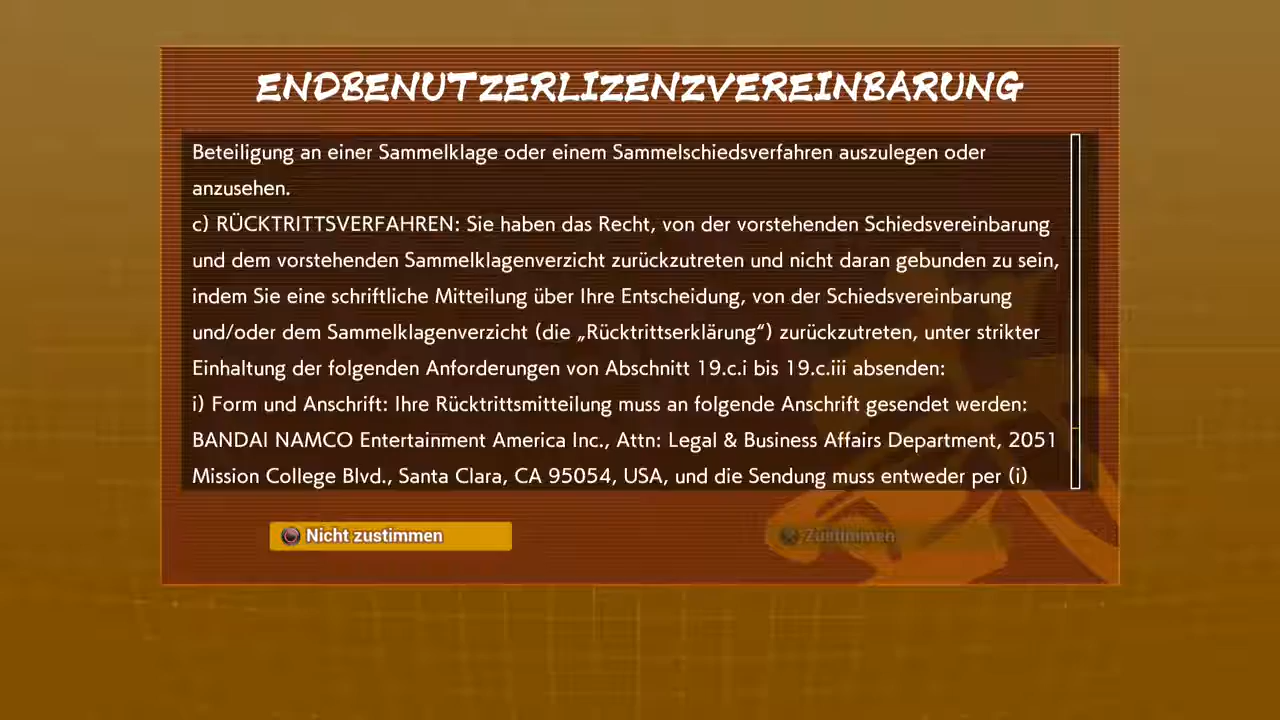 ENDBENUTZERLIZENZVEREINBARUNG
Beteiligung an einer Sammelklage oder einem Sammelschiedsverfahren auszulegen oder
anzusehen.
c) RÜCKTRITTSVERFAHREN: Sie haben das Recht, von der vorstehenden Schiedsvereinbarung
und dem vorstehenden Sammelklagenverzicht zurückzutreten und nicht daran gebunden zu sein,
indem Sie eine schriftliche Mitteilung über Ihre Entscheidung, von der Schiedsvereinbarung
und/oder dem Sammelklagenverzicht (die „Rücktrittserklärung“) zurückzutreten, unter strikter
Einhaltung der folgenden Anforderungen von Abschnitt 19.c.i bis 19.c.iii absenden:
i) Form und Anschrift: Ihre Rücktrittsmitteilung muss an folgende Anschrift gesendet werden:
BANDAI NAMCO Entertainment America Inc., Attn: Legal & Business Affairs Department, 2051
Mission College Blvd., Santa Clara, CA 95054, USA, und die Sendung muss entweder per (i)
Nicht zustimmen
Zustimmen